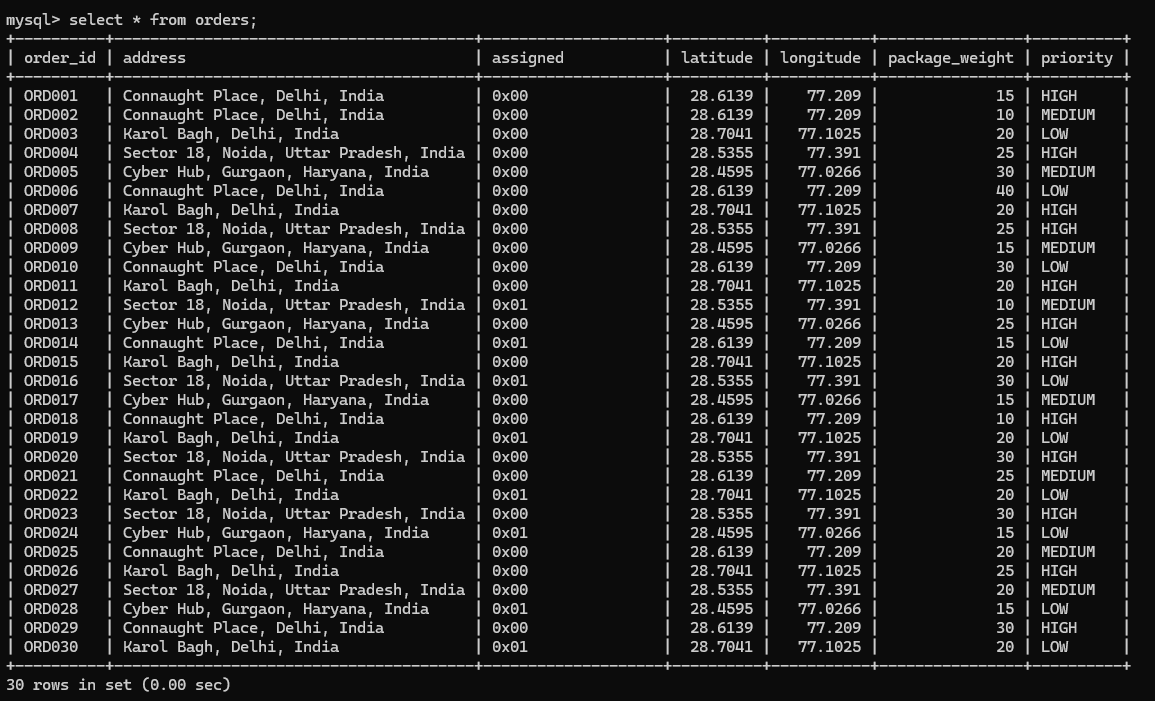 mysql> select * from orders;
+----------+----------------------------------------+--------------------+----------+-----------+----------------+----------+
| order_id | address                                | assigned           | latitude | longitude | package_weight | priority |
+----------+----------------------------------------+--------------------+----------+-----------+----------------+----------+
| ORD001   | Connaught Place, Delhi, India          | 0x00               |  28.6139 |    77.209 |             15 | HIGH     |
| ORD002   | Connaught Place, Delhi, India          | 0x00               |  28.6139 |    77.209 |             10 | MEDIUM   |
| ORD003   | Karol Bagh, Delhi, India               | 0x00               |  28.7041 |   77.1025 |             20 | LOW      |
| ORD004   | Sector 18, Noida, Uttar Pradesh, India | 0x00               |  28.5355 |    77.391 |             25 | HIGH     |
| ORD005   | Cyber Hub, Gurgaon, Haryana, India     | 0x00               |  28.4595 |   77.0266 |             30 | MEDIUM   |
| ORD006   | Connaught Place, Delhi, India          | 0x00               |  28.6139 |    77.209 |             40 | LOW      |
| ORD007   | Karol Bagh, Delhi, India               | 0x00               |  28.7041 |   77.1025 |             20 | HIGH     |
| ORD008   | Sector 18, Noida, Uttar Pradesh, India | 0x00               |  28.5355 |    77.391 |             25 | HIGH     |
| ORD009   | Cyber Hub, Gurgaon, Haryana, India     | 0x00               |  28.4595 |   77.0266 |             15 | MEDIUM   |
| ORD010   | Connaught Place, Delhi, India          | 0x00               |  28.6139 |    77.209 |             30 | LOW      |
| ORD011   | Karol Bagh, Delhi, India               | 0x00               |  28.7041 |   77.1025 |             20 | HIGH     |
| ORD012   | Sector 18, Noida, Uttar Pradesh, India | 0x01               |  28.5355 |    77.391 |             10 | MEDIUM   |
| ORD013   | Cyber Hub, Gurgaon, Haryana, India     | 0x00               |  28.4595 |   77.0266 |             25 | HIGH     |
| ORD014   | Connaught Place, Delhi, India          | 0x01               |  28.6139 |    77.209 |             15 | LOW      |
| ORD015   | Karol Bagh, Delhi, India               | 0x00               |  28.7041 |   77.1025 |             20 | HIGH     |
| ORD016   | Sector 18, Noida, Uttar Pradesh, India | 0x01               |  28.5355 |    77.391 |             30 | LOW      |
| ORD017   | Cyber Hub, Gurgaon, Haryana, India     | 0x00               |  28.4595 |   77.0266 |             15 | MEDIUM   |
| ORD018   | Connaught Place, Delhi, India          | 0x00               |  28.6139 |    77.209 |             10 | HIGH     |
| ORD019   | Karol Bagh, Delhi, India               | 0x01               |  28.7041 |   77.1025 |             20 | LOW      |
| ORD020   | Sector 18, Noida, Uttar Pradesh, India | 0x00               |  28.5355 |    77.391 |             30 | HIGH     |
| ORD021   | Connaught Place, Delhi, India          | 0x00               |  28.6139 |    77.209 |             25 | MEDIUM   |
| ORD022   | Karol Bagh, Delhi, India               | 0x01               |  28.7041 |   77.1025 |             20 | LOW      |
| ORD023   | Sector 18, Noida, Uttar Pradesh, India | 0x00               |  28.5355 |    77.391 |             30 | HIGH     |
| ORD024   | Cyber Hub, Gurgaon, Haryana, India     | 0x01               |  28.4595 |   77.0266 |             15 | LOW      |
| ORD025   | Connaught Place, Delhi, India          | 0x00               |  28.6139 |    77.209 |             20 | MEDIUM   |
| ORD026   | Karol Bagh, Delhi, India               | 0x00               |  28.7041 |   77.1025 |             25 | HIGH     |
| ORD027   | Sector 18, Noida, Uttar Pradesh, India | 0x00               |  28.5355 |    77.391 |             20 | MEDIUM   |
| ORD028   | Cyber Hub, Gurgaon, Haryana, India     | 0x01               |  28.4595 |   77.0266 |             15 | LOW      |
| ORD029   | Connaught Place, Delhi, India          | 0x00               |  28.6139 |    77.209 |             30 | HIGH     |
| ORD030   | Karol Bagh, Delhi, India               | 0x01               |  28.7041 |   77.1025 |             20 | LOW      |
+----------+----------------------------------------+--------------------+----------+-----------+----------------+----------+
30 rows in set (0.00 sec)